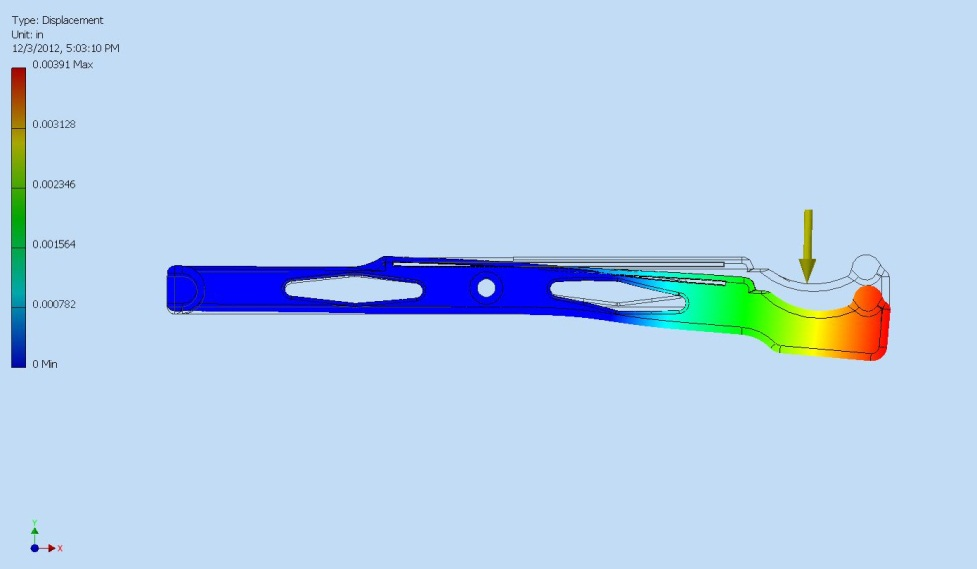 Type: Displacement
Unit: in
12/3/2012, 5:03:10 PM
0.00391 Max
0.003128
0.002346
0.001564
0.000782
0 Min
Y
X